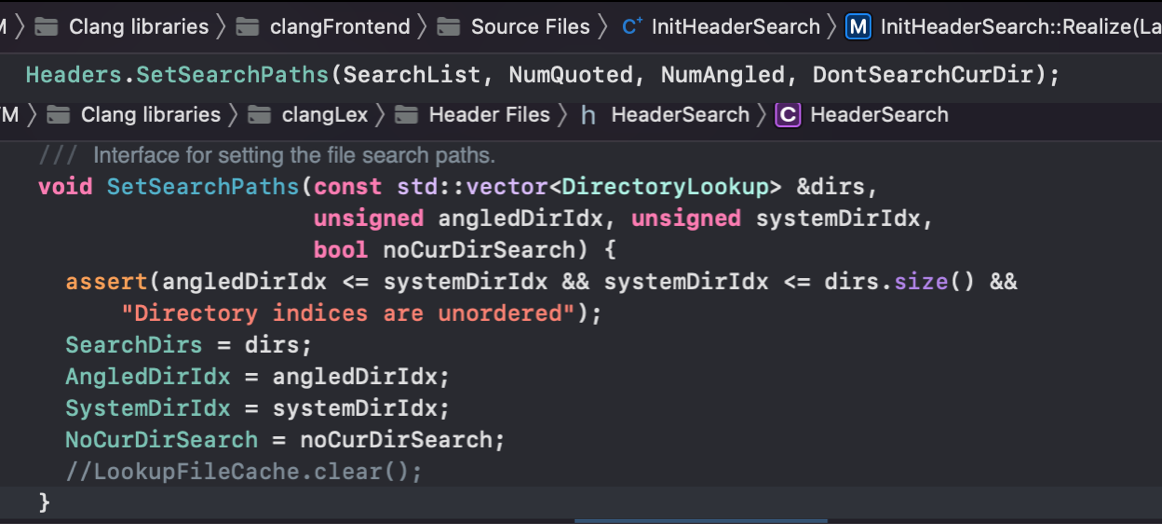 M 〉 Clang libraries 〉 clangFrontend 〉 Source Files 〉 C+ InitHeaderSearch 〉 M InitHeaderSearch::Realize(La
Headers.SetSearchPaths(SearchList, NumQuoted, NumAngled, DontSearchCurDir);
M 〉 Clang libraries 〉 clangLex 〉 Header Files 〉 h HeaderSearch 〉 C HeaderSearch
/// Interface for setting the file search paths.
void SetSearchPaths(const std::vector<DirectoryLookup> &dirs,
unsigned angledDirIdx, unsigned systemDirIdx,
bool noCurDirSearch) {
assert(angledDirIdx <= systemDirIdx && systemDirIdx <= dirs.size() &&
"Directory indices are unordered");
SearchDirs = dirs;
AngledDirIdx = angledDirIdx;
SystemDirIdx = systemDirIdx;
NoCurDirSearch = noCurDirSearch;
//LookupFileCache.clear();
}